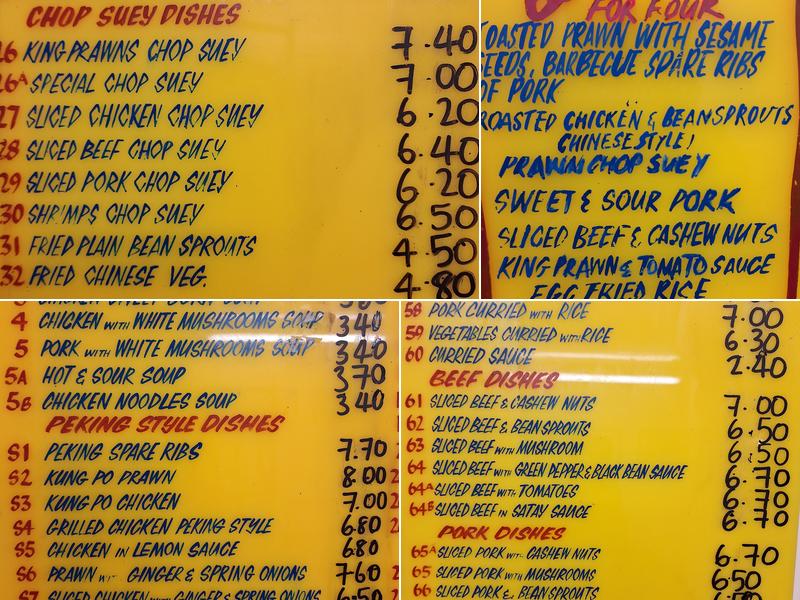 CHOP SUEY DISHES
26 KING PRAWNS CHOP SUEY 7.40
26A SPECIAL CHOP SUEY 7.00
27 SLICED CHICKEN CHOP SUEY 6.20
28 SLICED BEEF CHOP SUEY 6.40
29 SLICED PORK CHOP SUEY 6.20
30 SHRIMPS CHOP SUEY 6.50
31 FRIED PLAIN BEAN SPROUTS 4.50
32 FRIED CHINESE VEG. 4.80
FOR FOUR
TOASTED PRAWN WITH SESAME
SEEDS, BARBECUE SPARE RIBS
OF PORK
ROASTED CHICKEN & BEANSPROUTS
CHINESE STYLE)
PRAWN CHOP SUEY
SWEET & SOUR PORK
SLICED BEEF & CASHEW NUTS
KING PRAWN & TOMATO SAUCE
EGG FRIED RICE
4 CHICKEN WITH WHITE MUSHROOMS SOUP 340
5 PORK WITH WHITE MUSHROOMS SOUP 340
5A HOT & SOUR SOUP 370
5B CHICKEN NOODLES SOUP 340
PEKING STYLE DISHES
S1 PEKING SPARE RIBS 7.70
S2 KUNG PO PRAWN 8.00
S3 KUNG PO CHICKEN 7.00
S4 GRILLED CHICKEN PEKING STYLE 6.80
S5 CHICKEN IN LEMON SAUCE 6.80
S6 PRAWN WITH GINGER & SPRING ONIONS 7.60
S7 SLICED CHICKEN WITH GINGER & SPRING ONIONS 6.50
58 PORK CURRIED WITH RICE 7.00
59 VEGETABLES CURRIED WITH RICE 6.30
60 CURRIED SAUCE 2.40
BEEF DISHES
61 SLICED BEEF & CASHEW NUTS 7.00
62 SLICED BEEF & BEAN SPROUTS 6.50
63 SLICED BEEF WITH MUSHROOM 6.50
64 SLICED BEEF WITH GREEN PEPPER & BLACK BEAN SAUCE 6.70
64A SLICED BEEF WITH TOMATOES 6.70
64B SLICED BEEF IN SATAY SAUCE 6.70
PORK DISHES
65A SLICED PORK WITH CASHEW NUTS 6.70
65 SLICED PORK WITH MUSHROOMS 650
66 SLICED PORK & BEAN SPROUTS